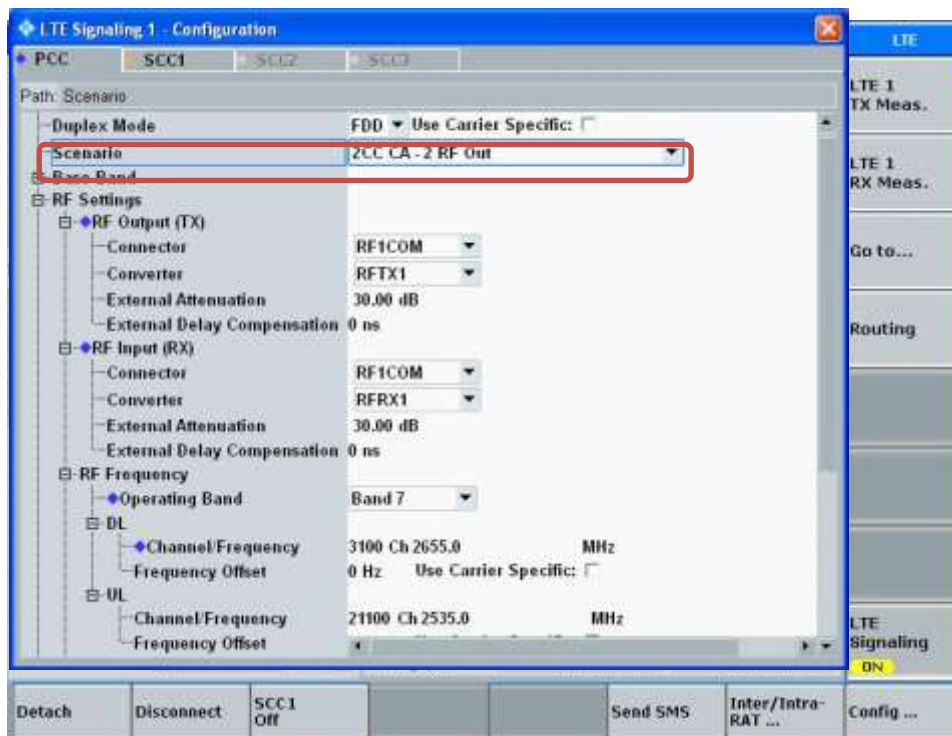 LTE Signaling 1 - Configuration
PCC SCC1 SCC2 SCC3
Path: Scenario
Duplex Mode FDD Use Carrier Specific:
Scenario 2CC CA - 2 RF Out
Base Band
RF Settings
RF Output (TX)
Connector RF1COM
Converter RFTX1
External Attenuation 30.00 dB
External Delay Compensation 0 ns
RF Input (RX)
Connector RF1COM
Converter RFRX1
External Attenuation 30.00 dB
External Delay Compensation 0 ns
RF Frequency
Operating Band Band 7
DL
Channel/Frequency 3100 Ch 2655.0 MHz
Frequency Offset 0 Hz Use Carrier Specific:
UL
Channel/Frequency 21100 Ch 2535.0 MHz
Frequency Offset
LTE
LTE 1
TX Meas.
LTE 1
RX Meas.
Go to...
Routing
LTE
Signaling
ON
Detach Disconnect SCC1 Off Send SMS Inter/Intra-RAT ... Config ...